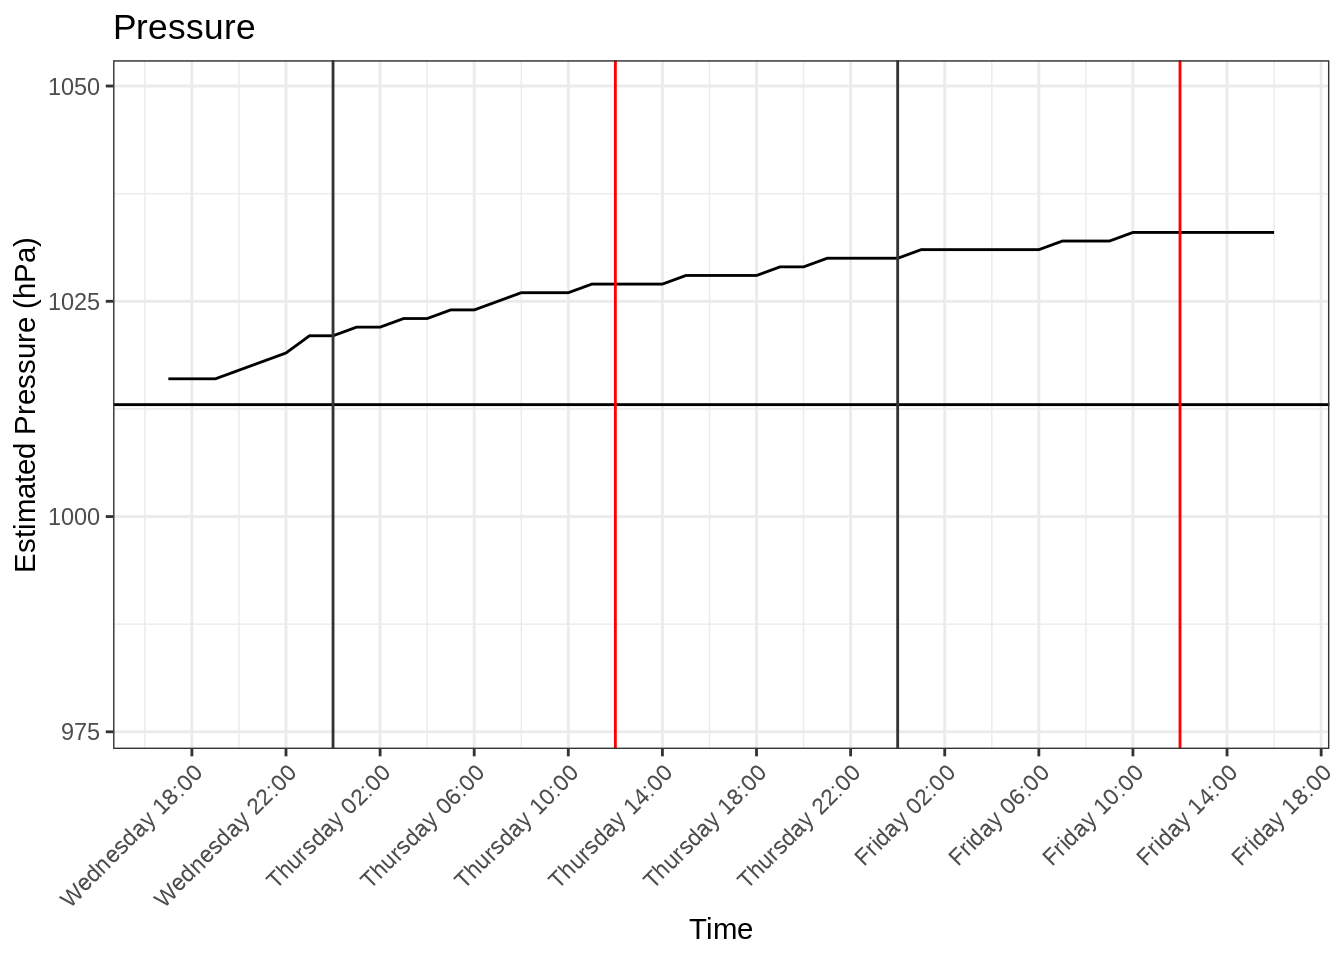 Pressure
Estimated Pressure (hPa)
1050
1025
1000
975
Wednesday 18:00
Wednesday 22:00
Thursday 02:00
Thursday 06:00
Thursday 10:00
Thursday 14:00
Thursday 18:00
Thursday 22:00
Friday 02:00
Friday 06:00
Friday 10:00
Friday 14:00
Friday 18:00
Time